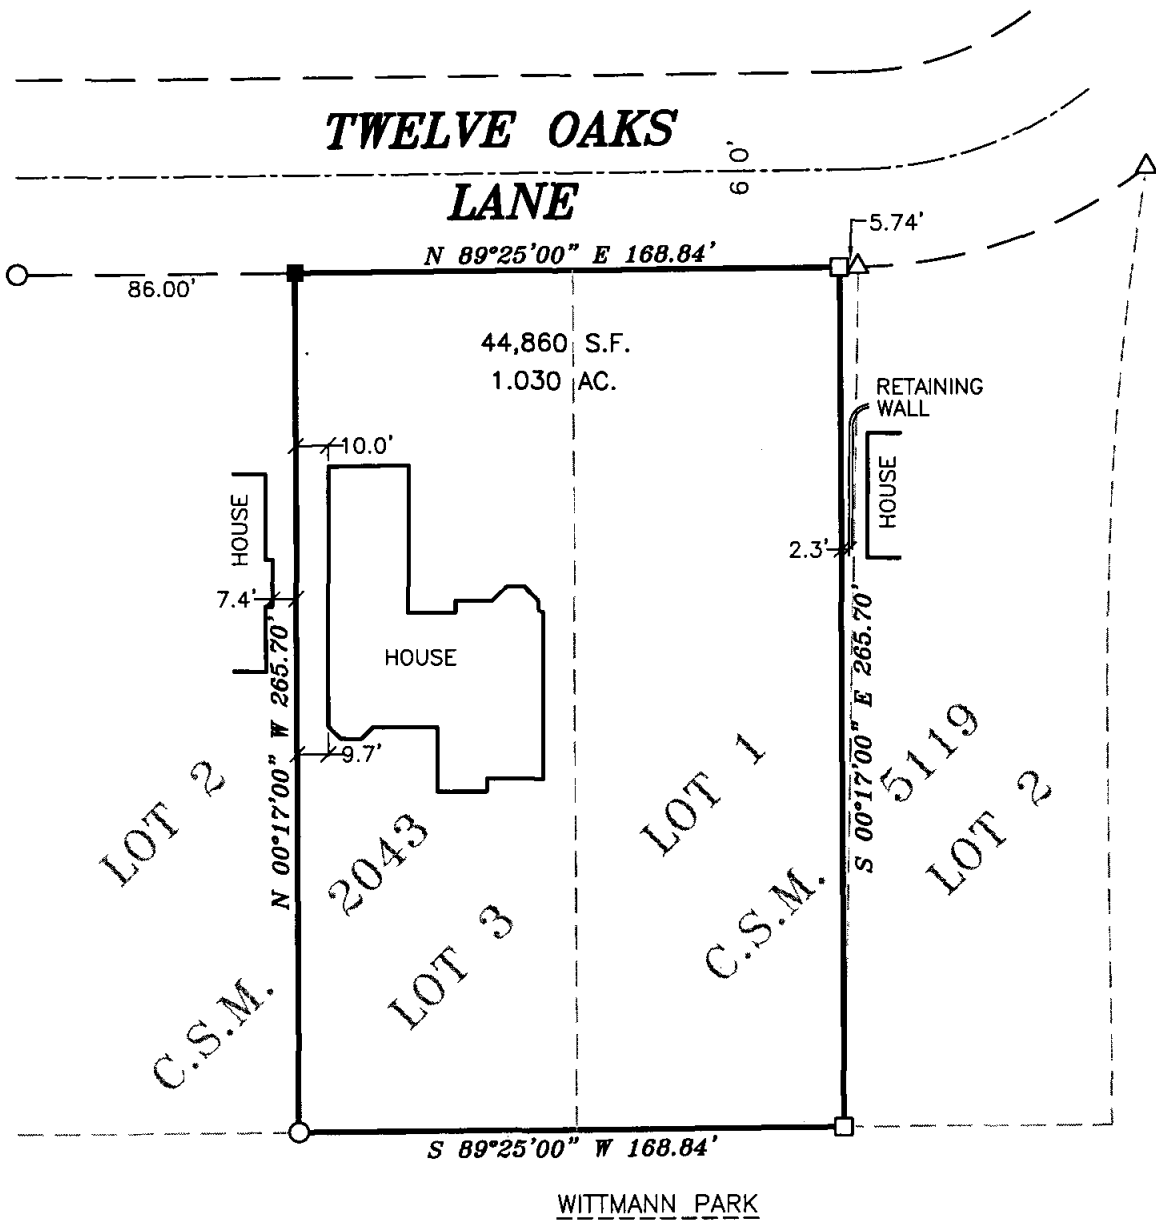 TWELVE OAKS
LANE
60'
5.74'
N 89°25'00" E 168.84'
86.00'
44,860 S.F.
1.030 AC.
RETAINING
WALL
10.0'
HOUSE
HOUSE
2.3'
7.4'
HOUSE
N 00°17'00" W 265.70'
S 00°17'00" E 265.70'
9.7'
LOT 2
C.S.M. 2043
LOT 3
LOT 1
C.S.M. 5119
LOT 2
S 89°25'00" W 168.84'
WITTMANN PARK